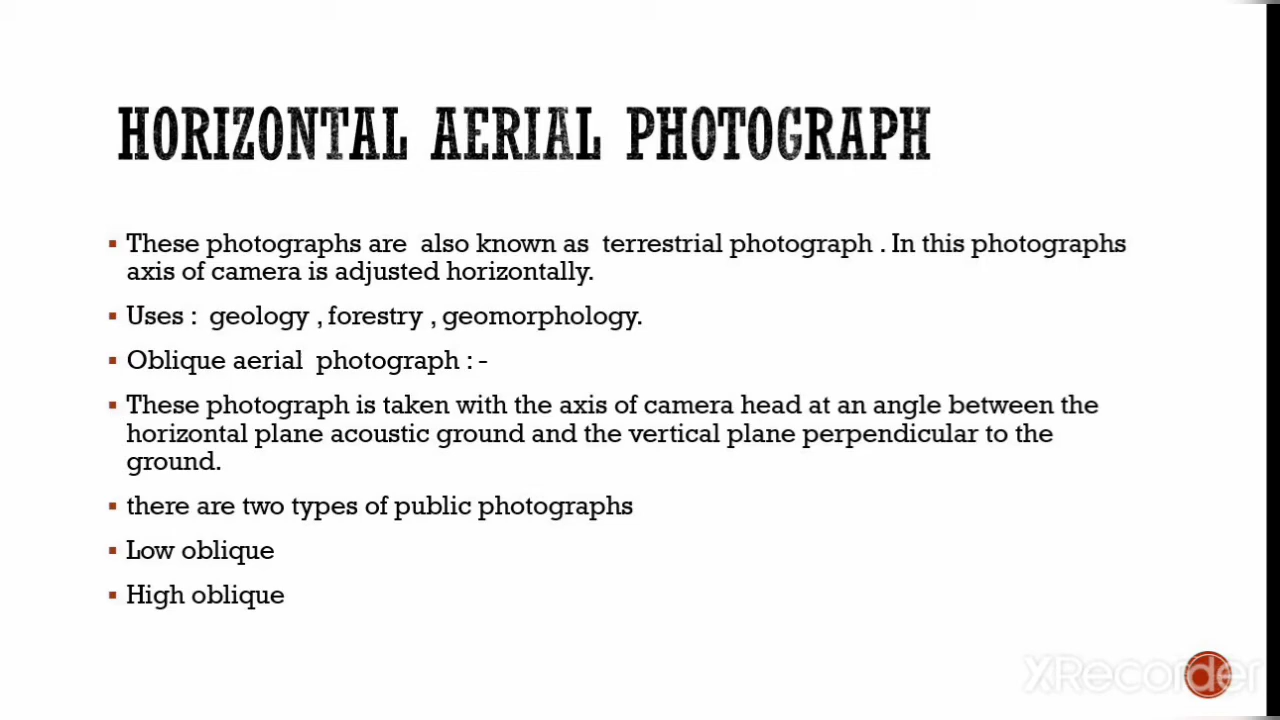 HORIZONTAL AERIAL PHOTOGRAPH
▪ These photographs are also known as terrestrial photograph . In this photographs
axis of camera is adjusted horizontally.
▪ Uses : geology , forestry , geomorphology.
▪ Oblique aerial photograph : -
▪ These photograph is taken with the axis of camera head at an angle between the
horizontal plane acoustic ground and the vertical plane perpendicular to the
ground.
▪ there are two types of public photographs
▪ Low oblique
▪ High oblique
XRecorder